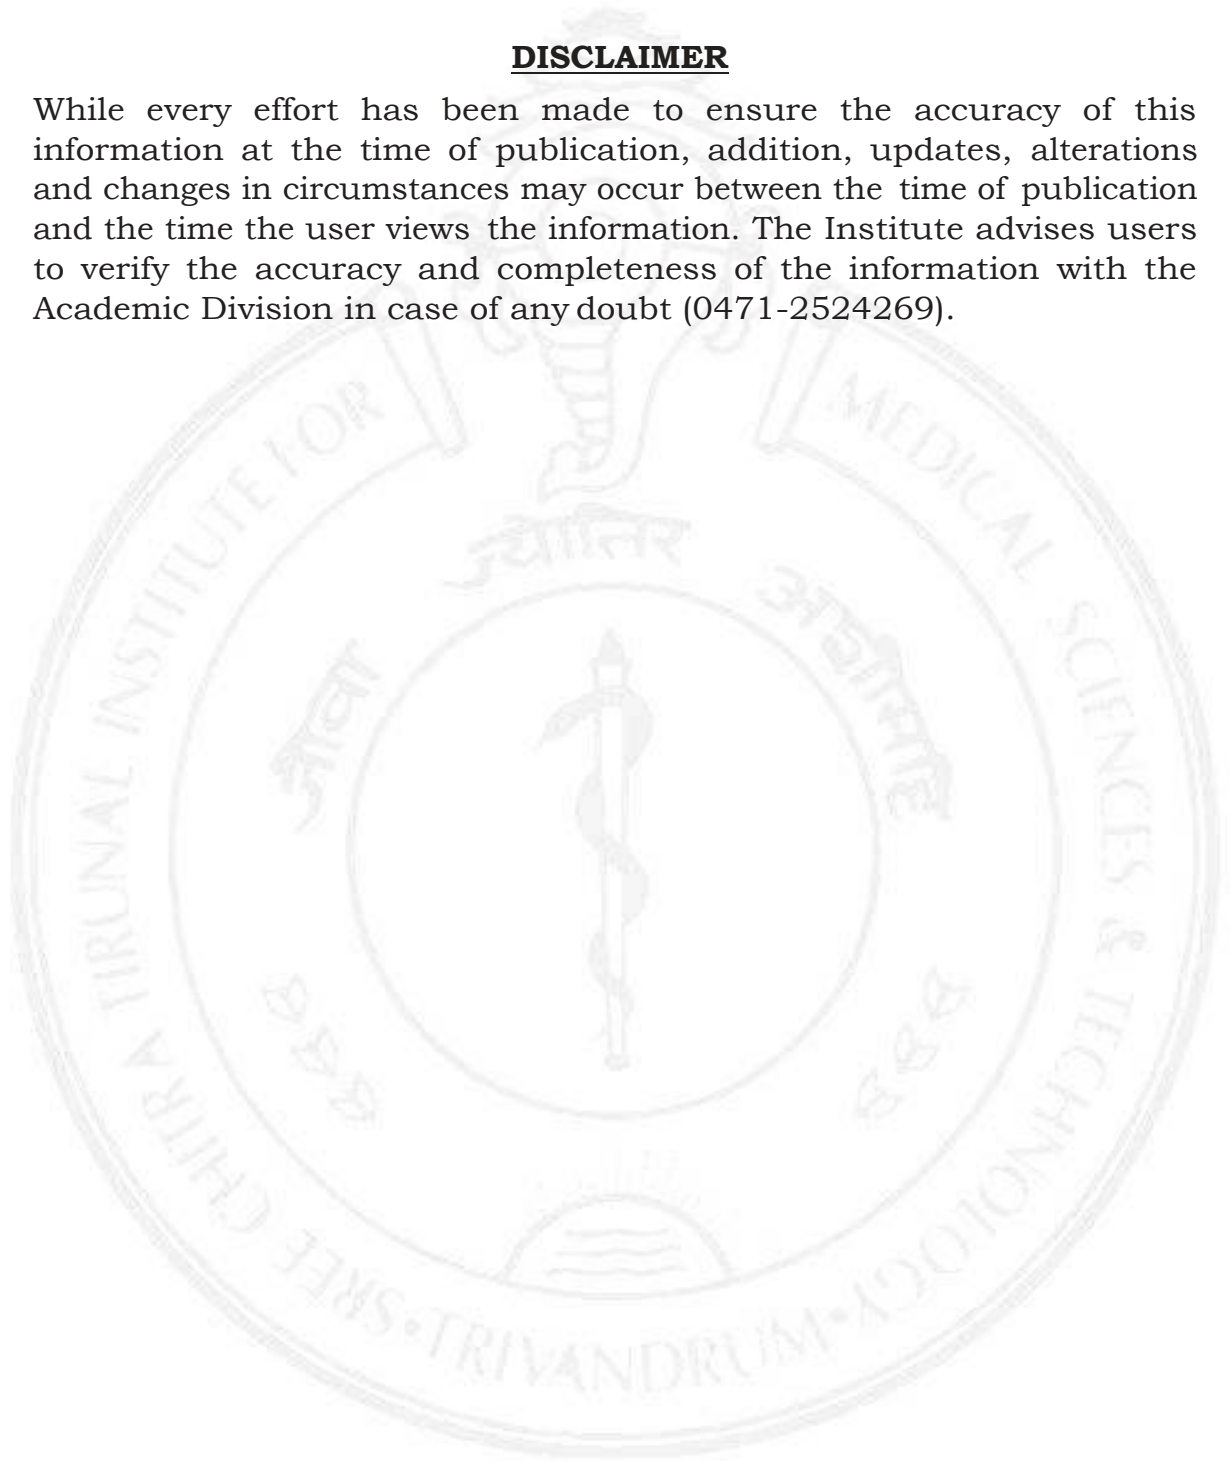 DISCLAIMER
While every effort has been made to ensure the accuracy of this
information at the time of publication, addition, updates, alterations
and changes in circumstances may occur between the time of publication
and the time the user views the information. The Institute advises users
to verify the accuracy and completeness of the information with the
Academic Division in case of any doubt (0471-2524269).
SREE CHITRA TIRUNAL INSTITUTE FOR MEDICAL SCIENCES & TECHNOLOGY•TRIVANDRUM•